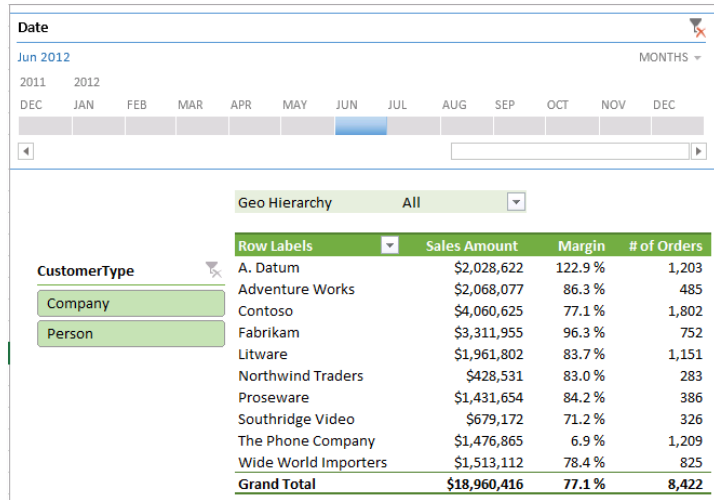 Date
Jun 2012 MONTHS
2011 2012
DEC JAN FEB MAR APR MAY JUN JUL AUG SEP OCT NOV DEC
Geo Hierarchy All
Row Labels Sales Amount Margin # of Orders
CustomerType
Company
Person
A. Datum $2,028,622 122.9 % 1,203
Adventure Works $2,068,077 86.3 % 485
Contoso $4,060,625 77.1 % 1,802
Fabrikam $3,311,955 96.3 % 752
Litware $1,961,802 83.7 % 1,151
Northwind Traders $428,531 83.0 % 283
Proseware $1,431,654 84.2 % 386
Southridge Video $679,172 71.2 % 326
The Phone Company $1,476,865 6.9 % 1,209
Wide World Importers $1,513,112 78.4 % 825
Grand Total $18,960,416 77.1 % 8,422